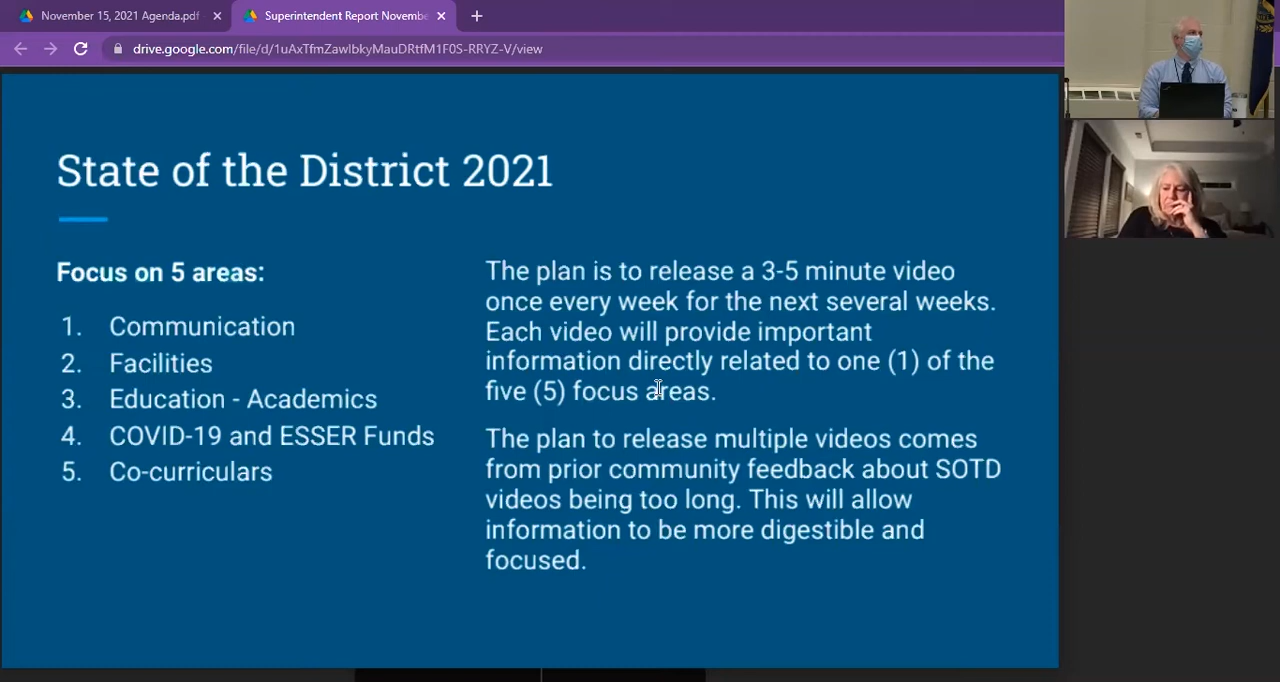 November 15, 2021 Agenda.pdf
Superintendent Report Novembe
drive.google.com/file/d/1uAxTfmZawlbkyMauDRtfM1F0S-RRYZ-V/view
State of the District 2021
Focus on 5 areas:
1. Communication
2. Facilities
3. Education - Academics
4. COVID-19 and ESSER Funds
5. Co-curriculars
The plan is to release a 3-5 minute video
once every week for the next several weeks.
Each video will provide important
information directly related to one (1) of the
five (5) focus areas.
The plan to release multiple videos comes
from prior community feedback about SOTD
videos being too long. This will allow
information to be more digestible and
focused.